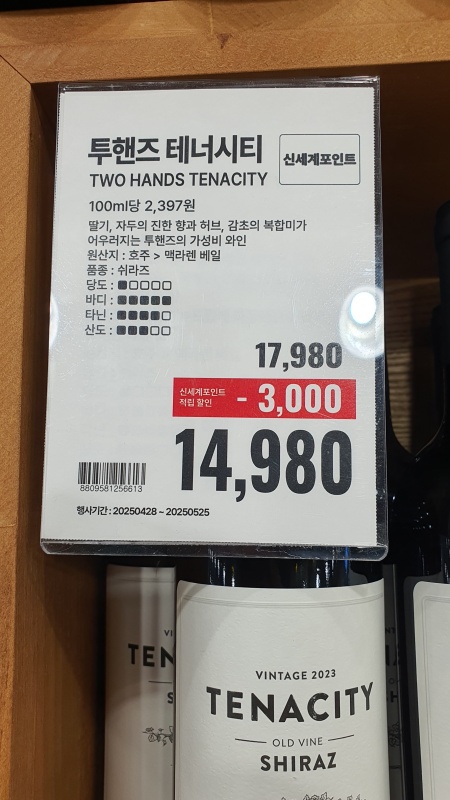 투핸즈 테너시티
신세계포인트
TWO HANDS TENACITY
100ml당 2,397원
딸기, 자두의 진한 향과 허브, 감초의 복합미가
어우러지는 투핸즈의 가성비 와인
원산지 : 호주 > 맥라렌 베일
품종 : 쉬라즈
당도 : ■□□□□
바디 : ■■■■■
타닌 : ■■■■□
산도 : ■■■□□
17,980
신세계포인트
적립 할인
- 3,000
14,980
8809581256613
행사기간 : 20250428 ~ 20250525
VINTAGE 2023
TENACITY
OLD VINE
SHIRAZ
VI
TEN
S